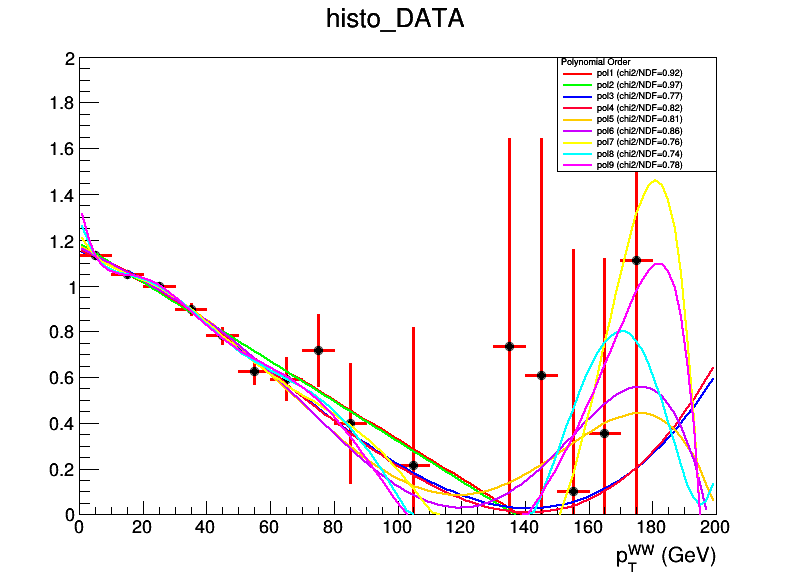 histo_DATA
Polynomial Order
pol1 (chi2/NDF=0.92)
pol2 (chi2/NDF=0.97)
pol3 (chi2/NDF=0.77)
pol4 (chi2/NDF=0.82)
pol5 (chi2/NDF=0.81)
pol6 (chi2/NDF=0.86)
pol7 (chi2/NDF=0.76)
pol8 (chi2/NDF=0.74)
pol9 (chi2/NDF=0.78)
2
1.8
1.6
1.4
1.2
1
0.8
0.6
0.4
0.2
0
0 20 40 60 80 100 120 140 160 180 200
p_T^WW (GeV)